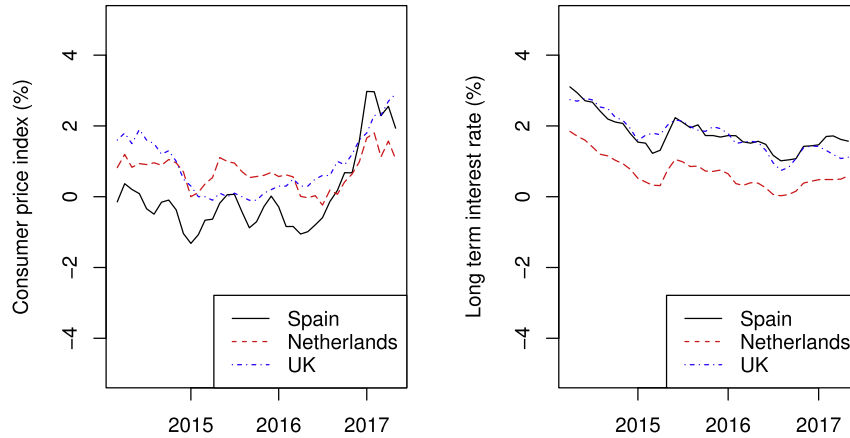 Consumer price index (%)
4
2
0
−2
−4
Spain
Netherlands
UK
2015 2016 2017
Long term interest rate (%)
4
2
0
−2
−4
Spain
Netherlands
UK
2015 2016 2017